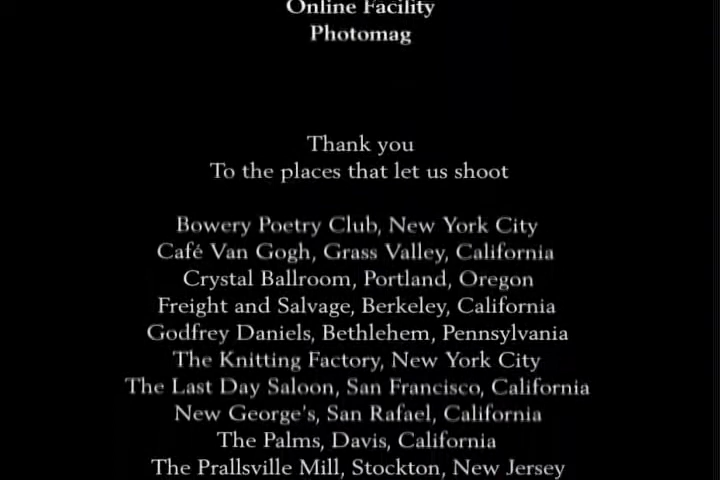 Online Facility
Photomag
Thank you
To the places that let us shoot
Bowery Poetry Club, New York City
Café Van Gogh, Grass Valley, California
Crystal Ballroom, Portland, Oregon
Freight and Salvage, Berkeley, California
Godfrey Daniels, Bethlehem, Pennsylvania
The Knitting Factory, New York City
The Last Day Saloon, San Francisco, California
New George's, San Rafael, California
The Palms, Davis, California
The Prallsville Mill, Stockton, New Jersey